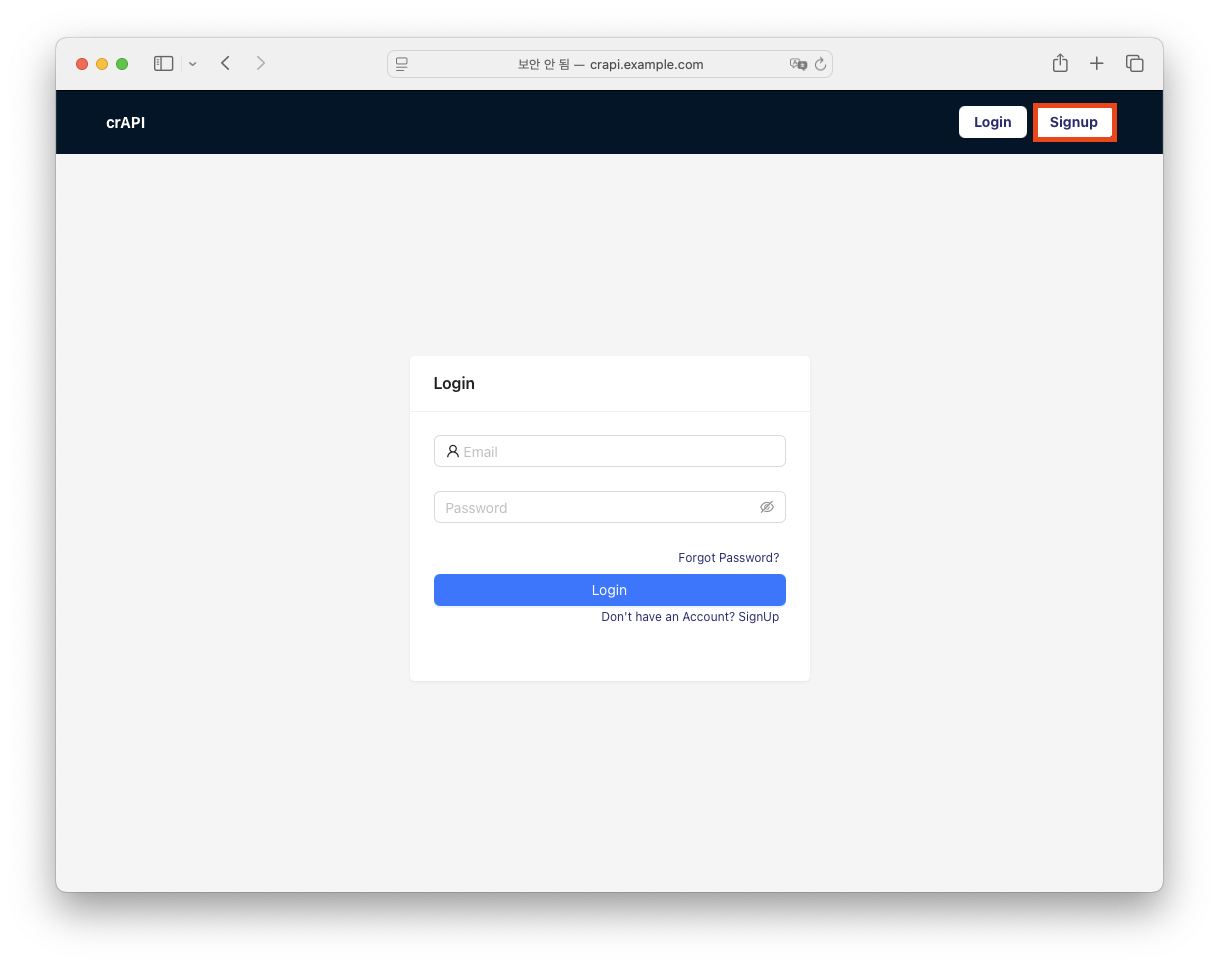 보안 안 됨 — crapi.example.com
crAPI
Login
Signup
Login
Email
Password
Forgot Password?
Login
Don't have an Account? SignUp